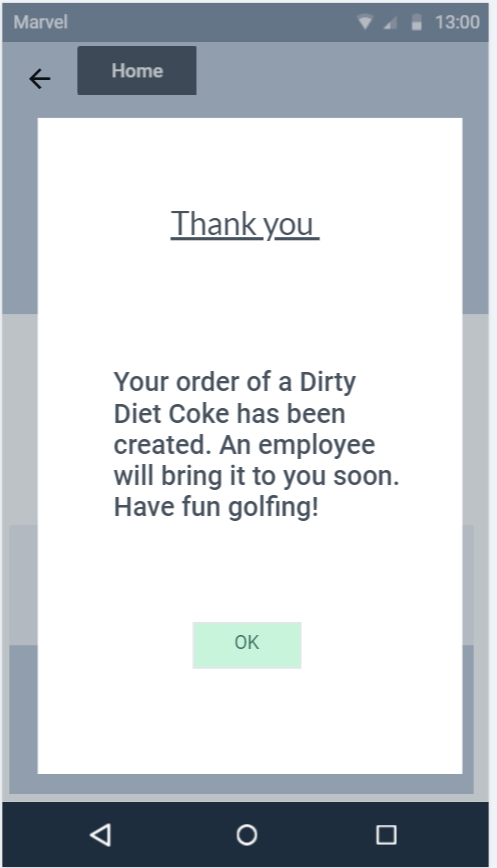 Marvel 13:00
Home
Thank you
Your order of a Dirty
Diet Coke has been
created. An employee
will bring it to you soon.
Have fun golfing!
OK